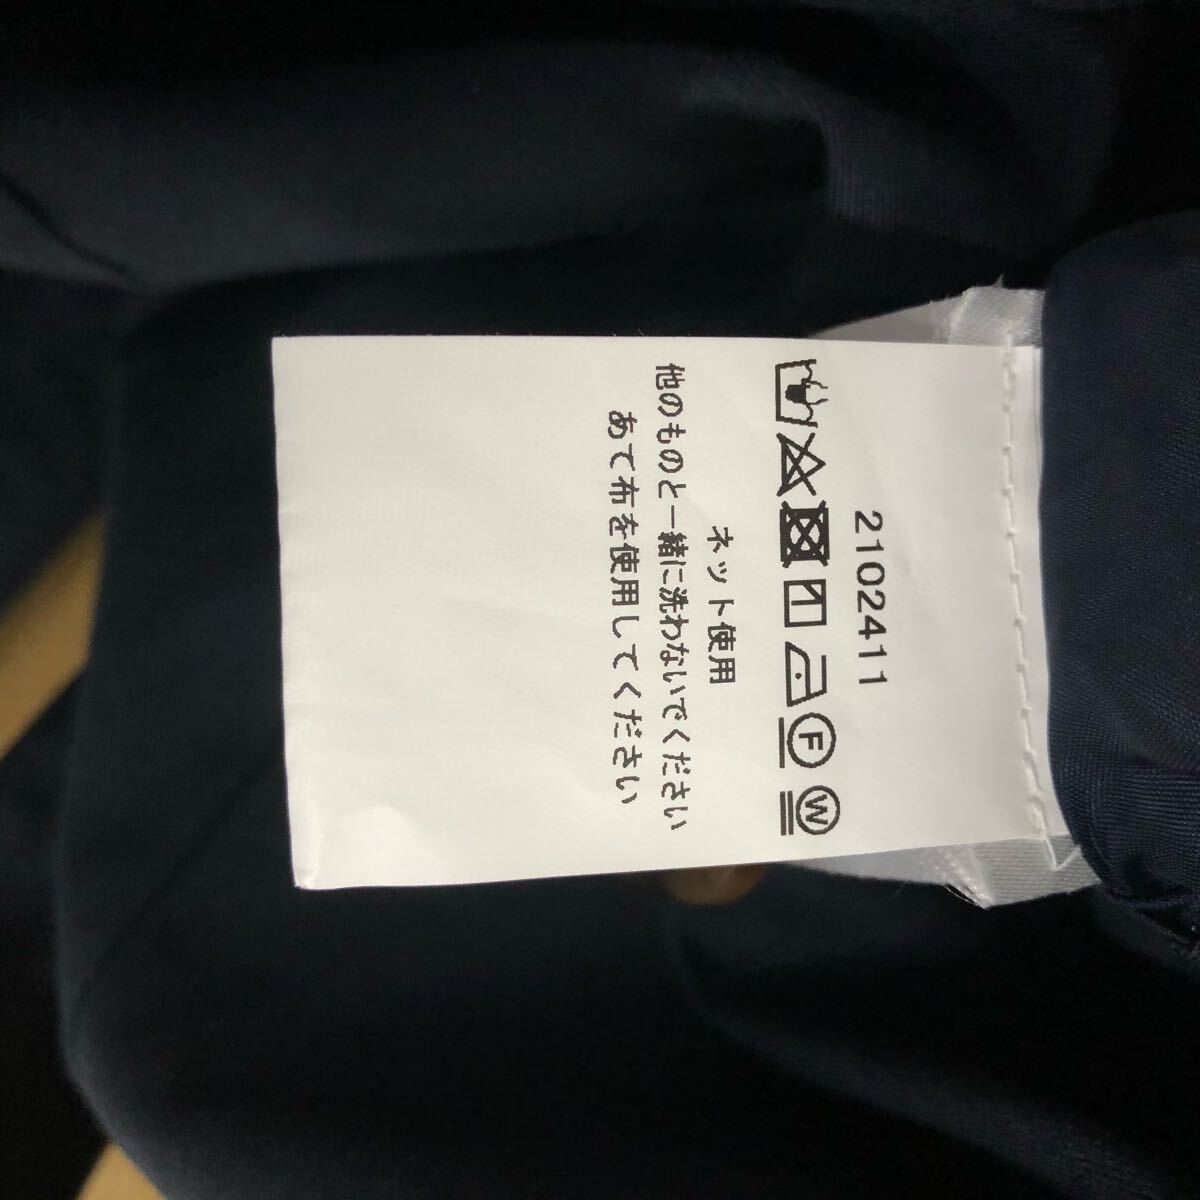 2102411
F W
ネット使用
他のものと一緒に洗わないでください
あて布を使用してください